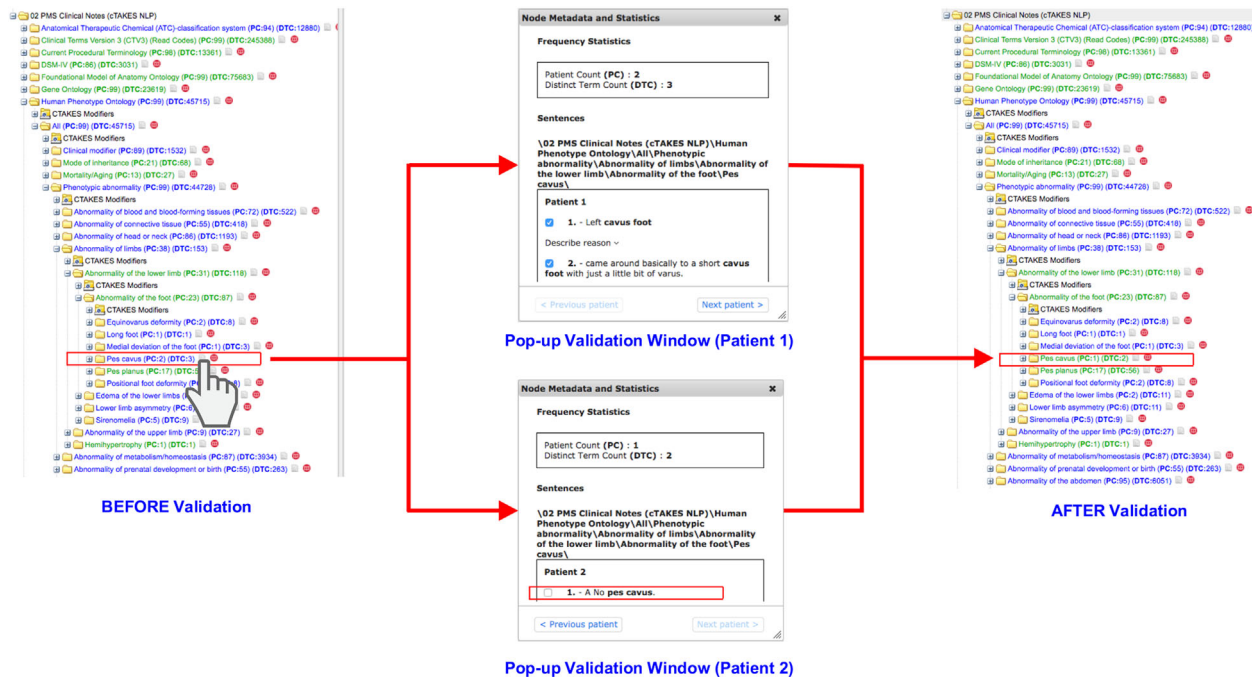 02 PMS Clinical Notes (cTAKES NLP)
Anatomical Therapeutic Chemical (ATC)-classification system (PC:94) (DTC:12880)
Clinical Terms Version 3 (CTV3) (Read Codes) (PC:99) (DTC:245388)
Current Procedural Terminology (PC:98) (DTC:13361)
DSM-IV (PC:86) (DTC:3031)
Foundational Model of Anatomy Ontology (PC:99) (DTC:75683)
Gene Ontology (PC:99) (DTC:23619)
Human Phenotype Ontology (PC:99) (DTC:45715)
CTAKES Modifiers
All (PC:99) (DTC:45715)
CTAKES Modifiers
Clinical modifier (PC:89) (DTC:1532)
Mode of inheritance (PC:21) (DTC:68)
Mortality/Aging (PC:13) (DTC:27)
Phenotypic abnormality (PC:99) (DTC:44728)
CTAKES Modifiers
Abnormality of blood and blood-forming tissues (PC:72) (DTC:522)
Abnormality of connective tissue (PC:55) (DTC:418)
Abnormality of head or neck (PC:86) (DTC:1193)
Abnormality of limbs (PC:38) (DTC:153)
CTAKES Modifiers
Abnormality of the lower limb (PC:31) (DTC:118)
CTAKES Modifiers
Abnormality of the foot (PC:23) (DTC:87)
CTAKES Modifiers
Equinovarus deformity (PC:2) (DTC:8)
Long foot (PC:1) (DTC:1)
Medial deviation of the foot (PC:1) (DTC:3)
Pes cavus (PC:2) (DTC:3)
Pes planus (PC:17)
Positional foot deformity
Edema of the lower limbs
Lower limb asymmetry
Sirenomelia (PC:5) (DTC:9)
Abnormality of the upper limb (PC:9) (DTC:27)
Hemihypertrophy (PC:1) (DTC:1)
Abnormality of metabolism/homeostasis (PC:87) (DTC:3934)
Abnormality of prenatal development or birth (PC:55) (DTC:263)
BEFORE Validation
Node Metadata and Statistics
Frequency Statistics
Patient Count (PC) : 2
Distinct Term Count (DTC) : 3
Sentences
\02 PMS Clinical Notes (cTAKES NLP)\Human
Phenotype Ontology\All\Phenotypic
abnormality\Abnormality of limbs\Abnormality of
the lower limb\Abnormality of the foot\Pes
cavus\
Patient 1
1. - Left cavus foot
Describe reason
2. - came around basically to a short cavus
foot with just a little bit of varus.
< Previous patient
Next patient >
Pop-up Validation Window (Patient 1)
Node Metadata and Statistics
Frequency Statistics
Patient Count (PC) : 1
Distinct Term Count (DTC) : 2
Sentences
\02 PMS Clinical Notes (cTAKES NLP)\Human
Phenotype Ontology\All\Phenotypic
abnormality\Abnormality of limbs\Abnormality
of the lower limb\Abnormality of the foot\Pes
cavus\
Patient 2
1. - A No pes cavus.
< Previous patient
Next patient >
Pop-up Validation Window (Patient 2)
02 PMS Clinical Notes (cTAKES NLP)
Anatomical Therapeutic Chemical (ATC)-classification system (PC:94) (DTC:12880)
Clinical Terms Version 3 (CTV3) (Read Codes) (PC:99) (DTC:245388)
Current Procedural Terminology (PC:98) (DTC:13361)
DSM-IV (PC:86) (DTC:3031)
Foundational Model of Anatomy Ontology (PC:99) (DTC:75683)
Gene Ontology (PC:99) (DTC:23619)
Human Phenotype Ontology (PC:99) (DTC:45715)
CTAKES Modifiers
All (PC:99) (DTC:45715)
CTAKES Modifiers
Clinical modifier (PC:89) (DTC:1532)
Mode of inheritance (PC:21) (DTC:68)
Mortality/Aging (PC:13) (DTC:27)
Phenotypic abnormality (PC:99) (DTC:44728)
CTAKES Modifiers
Abnormality of blood and blood-forming tissues (PC:72) (DTC:522)
Abnormality of connective tissue (PC:55) (DTC:418)
Abnormality of head or neck (PC:86) (DTC:1193)
Abnormality of limbs (PC:38) (DTC:153)
CTAKES Modifiers
Abnormality of the lower limb (PC:31) (DTC:118)
CTAKES Modifiers
Abnormality of the foot (PC:23) (DTC:87)
CTAKES Modifiers
Equinovarus deformity (PC:2) (DTC:8)
Long foot (PC:1) (DTC:1)
Medial deviation of the foot (PC:1) (DTC:3)
Pes cavus (PC:1) (DTC:2)
Pes planus (PC:17) (DTC:56)
Positional foot deformity (PC:2) (DTC:8)
Edema of the lower limbs (PC:2) (DTC:11)
Lower limb asymmetry (PC:6) (DTC:11)
Sirenomelia (PC:5) (DTC:9)
Abnormality of the upper limb (PC:9) (DTC:27)
Hemihypertrophy (PC:1) (DTC:1)
Abnormality of metabolism/homeostasis (PC:87) (DTC:3934)
Abnormality of prenatal development or birth (PC:55) (DTC:263)
Abnormality of the abdomen (PC:95) (DTC:6051)
AFTER Validation